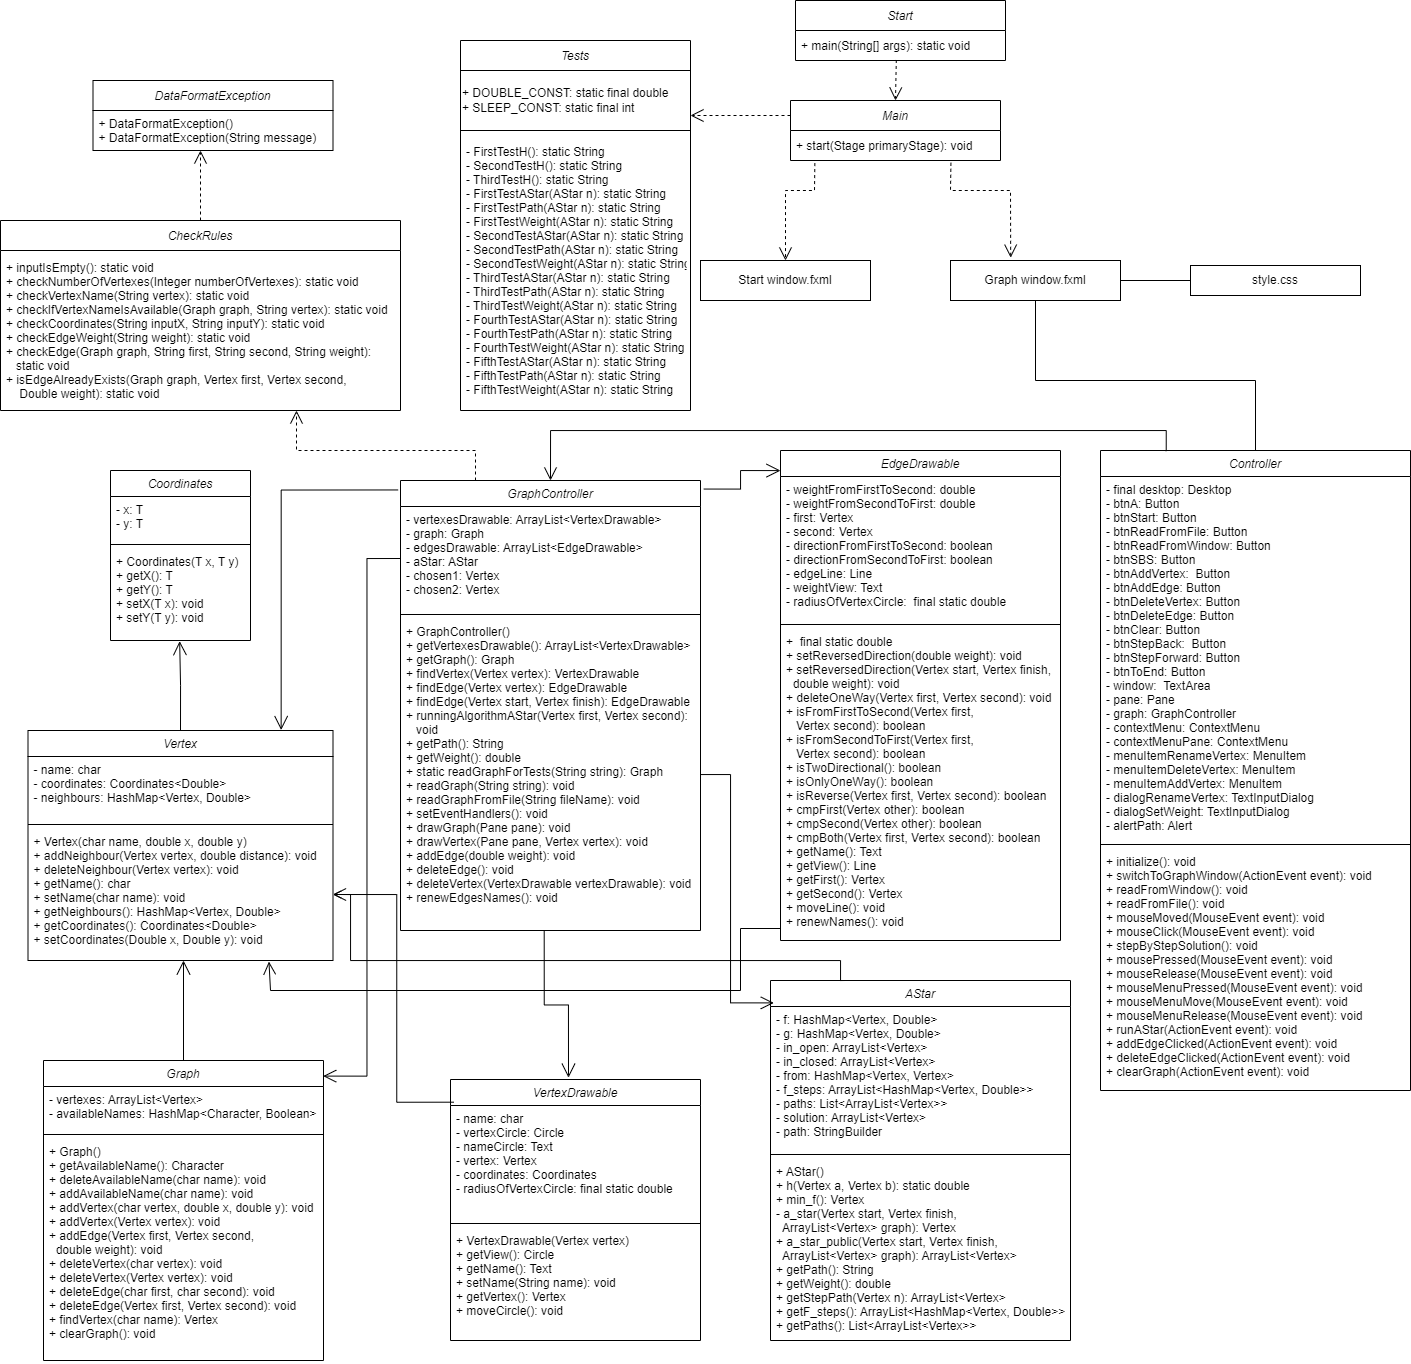 Start
+ main(String[] args): static void
Tests
+ DOUBLE_CONST: static final double
+ SLEEP_CONST: static final int
- FirstTestH(): static String
- SecondTestH(): static String
- ThirdTestH(): static String
- FirstTestAStar(AStar n): static String
- FirstTestPath(AStar n): static String
- FirstTestWeight(AStar n): static String
- SecondTestAStar(AStar n): static String
- SecondTestPath(AStar n): static String
- SecondTestWeight(AStar n): static String
- ThirdTestAStar(AStar n): static String
- ThirdTestPath(AStar n): static String
- ThirdTestWeight(AStar n): static String
- FourthTestAStar(AStar n): static String
- FourthTestPath(AStar n): static String
- FourthTestWeight(AStar n): static String
- FifthTestAStar(AStar n): static String
- FifthTestPath(AStar n): static String
- FifthTestWeight(AStar n): static String
DataFormatException
+ DataFormatException()
+ DataFormatException(String message)
Main
+ start(Stage primaryStage): void
CheckRules
+ inputIsEmpty(): static void
+ checkNumberOfVertexes(Integer numberOfVertexes): static void
+ checkVertexName(String vertex): static void
+ checkIfVertexNameIsAvailable(Graph graph, String vertex): static void
+ checkCoordinates(String inputX, String inputY): static void
+ checkEdgeWeight(String weight): static void
+ checkEdge(Graph graph, String first, String second, String weight):
static void
+ isEdgeAlreadyExists(Graph graph, Vertex first, Vertex second,
Double weight): static void
Start window.fxml
Graph window.fxml
style.css
Coordinates
- x: T
- y: T
+ Coordinates(T x, T y)
+ getX(): T
+ getY(): T
+ setX(T x): void
+ setY(T y): void
GraphController
- vertexesDrawable: ArrayList<VertexDrawable>
- graph: Graph
- edgesDrawable: ArrayList<EdgeDrawable>
- aStar: AStar
- chosen1: Vertex
- chosen2: Vertex
+ GraphController()
+ getVertexesDrawable(): ArrayList<VertexDrawable>
+ getGraph(): Graph
+ findVertex(Vertex vertex): VertexDrawable
+ findEdge(Vertex vertex): EdgeDrawable
+ findEdge(Vertex start, Vertex finish): EdgeDrawable
+ runningAlgorithmAStar(Vertex first, Vertex second):
void
+ getPath(): String
+ getWeight(): double
+ static readGraphForTests(String string): Graph
+ readGraph(String string): void
+ readGraphFromFile(String fileName): void
+ setEventHandlers(): void
+ drawGraph(Pane pane): void
+ drawVertex(Pane pane, Vertex vertex): void
+ addEdge(double weight): void
+ deleteEdge(): void
+ deleteVertex(VertexDrawable vertexDrawable): void
+ renewEdgesNames(): void
EdgeDrawable
- weightFromFirstToSecond: double
- weightFromSecondToFirst: double
- first: Vertex
- second: Vertex
- directionFromFirstToSecond: boolean
- directionFromSecondToFirst: boolean
- edgeLine: Line
- weightView: Text
- radiusOfVertexCircle: final static double
+ final static double
+ setReversedDirection(double weight): void
+ setReversedDirection(Vertex start, Vertex finish,
double weight): void
+ deleteOneWay(Vertex first, Vertex second): void
+ isFromFirstToSecond(Vertex first,
Vertex second): boolean
+ isFromSecondToFirst(Vertex first,
Vertex second): boolean
+ isTwoDirectional(): boolean
+ isOnlyOneWay(): boolean
+ isReverse(Vertex first, Vertex second): boolean
+ cmpFirst(Vertex other): boolean
+ cmpSecond(Vertex other): boolean
+ cmpBoth(Vertex first, Vertex second): boolean
+ getName(): Text
+ getView(): Line
+ getFirst(): Vertex
+ getSecond(): Vertex
+ moveLine(): void
+ renewNames(): void
Controller
- final desktop: Desktop
- btnA: Button
- btnStart: Button
- btnReadFromFile: Button
- btnReadFromWindow: Button
- btnSBS: Button
- btnAddVertex: Button
- btnAddEdge: Button
- btnDeleteVertex: Button
- btnDeleteEdge: Button
- btnClear: Button
- btnStepBack: Button
- btnStepForward: Button
- btnToEnd: Button
- window: TextArea
- pane: Pane
- graph: GraphController
- contextMenu: ContextMenu
- contextMenuPane: ContextMenu
- menuItemRenameVertex: MenuItem
- menuItemDeleteVertex: MenuItem
- menuItemAddVertex: MenuItem
- dialogRenameVertex: TextInputDialog
- dialogSetWeight: TextInputDialog
- alertPath: Alert
+ initialize(): void
+ switchToGraphWindow(ActionEvent event): void
+ readFromWindow(): void
+ readFromFile(): void
+ mouseMoved(MouseEvent event): void
+ mouseClick(MouseEvent event): void
+ stepByStepSolution(): void
+ mousePressed(MouseEvent event): void
+ mouseRelease(MouseEvent event): void
+ mouseMenuPressed(MouseEvent event): void
+ mouseMenuMove(MouseEvent event): void
+ mouseMenuRelease(MouseEvent event): void
+ runAStar(ActionEvent event): void
+ addEdgeClicked(ActionEvent event): void
+ deleteEdgeClicked(ActionEvent event): void
+ clearGraph(ActionEvent event): void
Vertex
- name: char
- coordinates: Coordinates<Double>
- neighbours: HashMap<Vertex, Double>
+ Vertex(char name, double x, double y)
+ addNeighbour(Vertex vertex, double distance): void
+ deleteNeighbour(Vertex vertex): void
+ getName(): char
+ setName(char name): void
+ getNeighbours(): HashMap<Vertex, Double>
+ getCoordinates(): Coordinates<Double>
+ setCoordinates(Double x, Double y): void
Graph
- vertexes: ArrayList<Vertex>
- availableNames: HashMap<Character, Boolean>
+ Graph()
+ getAvailableName(): Character
+ deleteAvailableName(char name): void
+ addAvailableName(char name): void
+ addVertex(char vertex, double x, double y): void
+ addVertex(Vertex vertex): void
+ addEdge(Vertex first, Vertex second,
double weight): void
+ deleteVertex(char vertex): void
+ deleteVertex(Vertex vertex): void
+ deleteEdge(char first, char second): void
+ deleteEdge(Vertex first, Vertex second): void
+ findVertex(char name): Vertex
+ clearGraph(): void
VertexDrawable
- name: char
- vertexCircle: Circle
- nameCircle: Text
- vertex: Vertex
- coordinates: Coordinates
- radiusOfVertexCircle: final static double
+ VertexDrawable(Vertex vertex)
+ getView(): Circle
+ getName(): Text
+ setName(String name): void
+ getVertex(): Vertex
+ moveCircle(): void
AStar
- f: HashMap<Vertex, Double>
- g: HashMap<Vertex, Double>
- in_open: ArrayList<Vertex>
- in_closed: ArrayList<Vertex>
- from: HashMap<Vertex, Vertex>
- f_steps: ArrayList<HashMap<Vertex, Double>>
- paths: List<ArrayList<Vertex>>
- solution: ArrayList<Vertex>
- path: StringBuilder
+ AStar()
+ h(Vertex a, Vertex b): static double
+ min_f(): Vertex
- a_star(Vertex start, Vertex finish,
ArrayList<Vertex> graph): Vertex
+ a_star_public(Vertex start, Vertex finish,
ArrayList<Vertex> graph): ArrayList<Vertex>
+ getPath(): String
+ getWeight(): double
+ getStepPath(Vertex n): ArrayList<Vertex>
+ getF_steps(): ArrayList<HashMap<Vertex, Double>>
+ getPaths(): List<ArrayList<Vertex>>